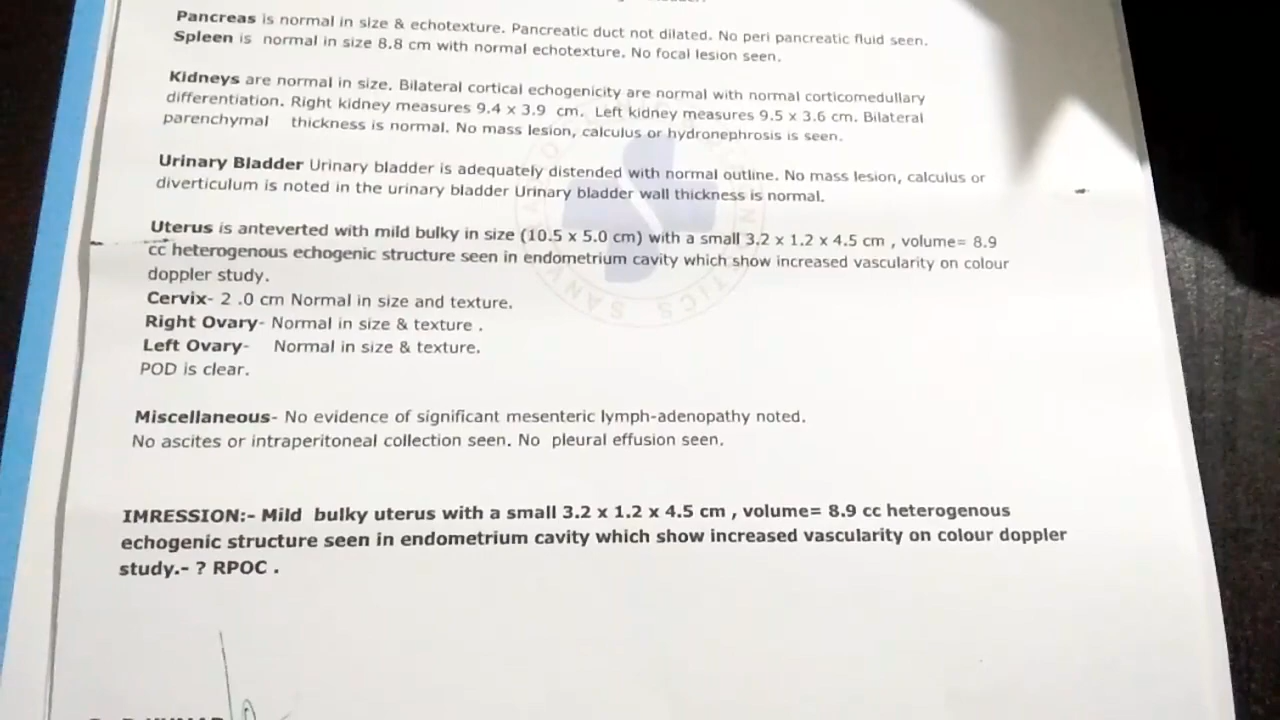 Pancreas is normal in size & echotexture. Pancreatic duct not dilated. No peri pancreatic fluid seen.
Spleen is normal in size 8.8 cm with normal echotexture. No focal lesion seen.
Kidneys are normal in size. Bilateral cortical echogenicity are normal with normal corticomedullary
differentiation. Right kidney measures 9.4 x 3.9 cm. Left kidney measures 9.5 x 3.6 cm. Bilateral
parenchymal thickness is normal. No mass lesion, calculus or hydronephrosis is seen.
Urinary Bladder Urinary bladder is adequately distended with normal outline. No mass lesion, calculus or
diverticulum is noted in the urinary bladder Urinary bladder wall thickness is normal.
Uterus is anteverted with mild bulky in size (10.5 x 5.0 cm) with a small 3.2 x 1.2 x 4.5 cm , volume= 8.9
cc heterogenous echogenic structure seen in endometrium cavity which show increased vascularity on colour
doppler study.
Cervix- 2 .0 cm Normal in size and texture.
Right Ovary- Normal in size & texture .
Left Ovary- Normal in size & texture.
POD is clear.
Miscellaneous- No evidence of significant mesenteric lymph-adenopathy noted.
No ascites or intraperitoneal collection seen. No pleural effusion seen.
IMRESSION:- Mild bulky uterus with a small 3.2 x 1.2 x 4.5 cm , volume= 8.9 cc heterogenous
echogenic structure seen in endometrium cavity which show increased vascularity on colour doppler
study.- ? RPOC .